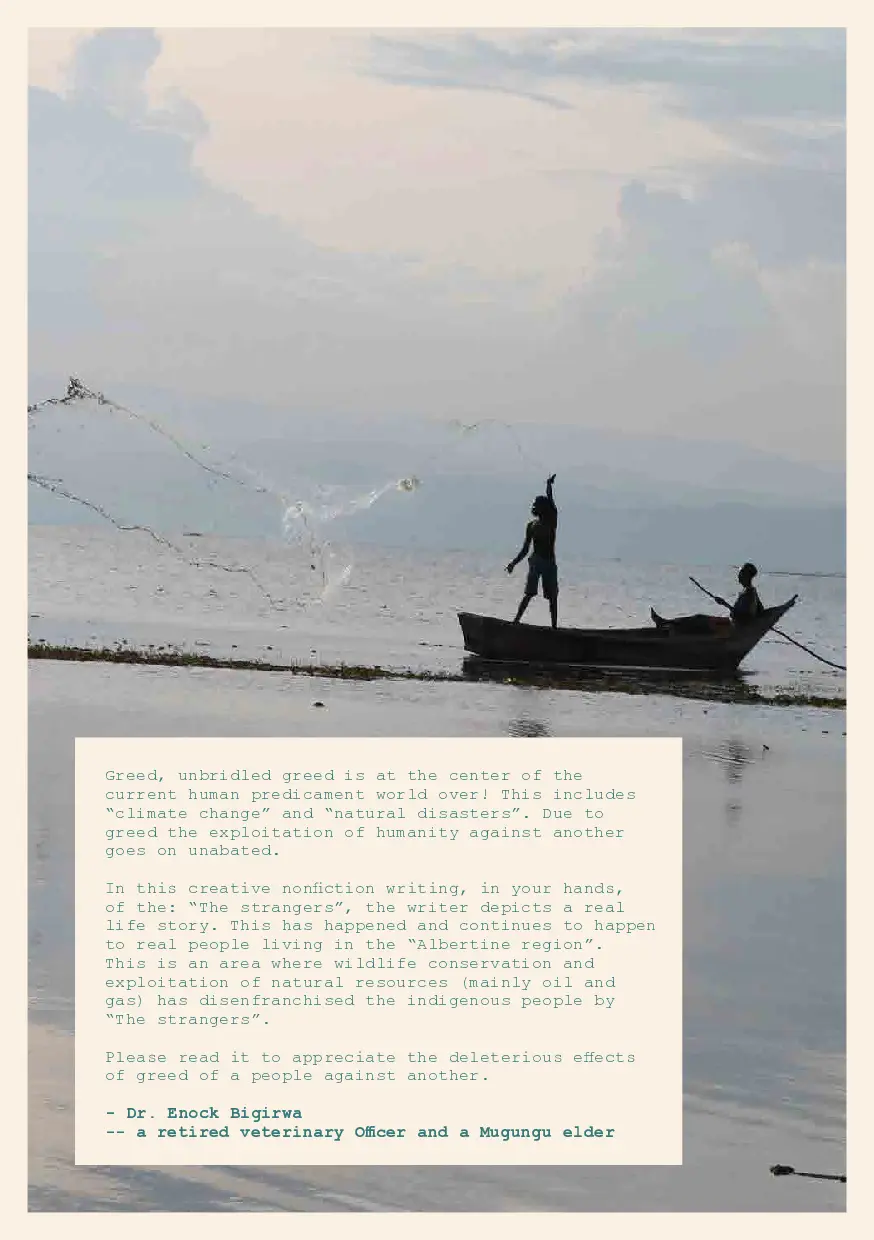 Greed, unbridled greed is at the center of the
current human predicament world over! This includes
“climate change” and “natural disasters”. Due to
greed the exploitation of humanity against another
goes on unabated.
In this creative nonfiction writing, in your hands,
of the: “The strangers”, the writer depicts a real
life story. This has happened and continues to happen
to real people living in the “Albertine region”.
This is an area where wildlife conservation and
exploitation of natural resources (mainly oil and
gas) has disenfranchised the indigenous people by
“The strangers”.
Please read it to appreciate the deleterious effects
of greed of a people against another.
- Dr. Enock Bigirwa
-- a retired veterinary Officer and a Mugungu elder